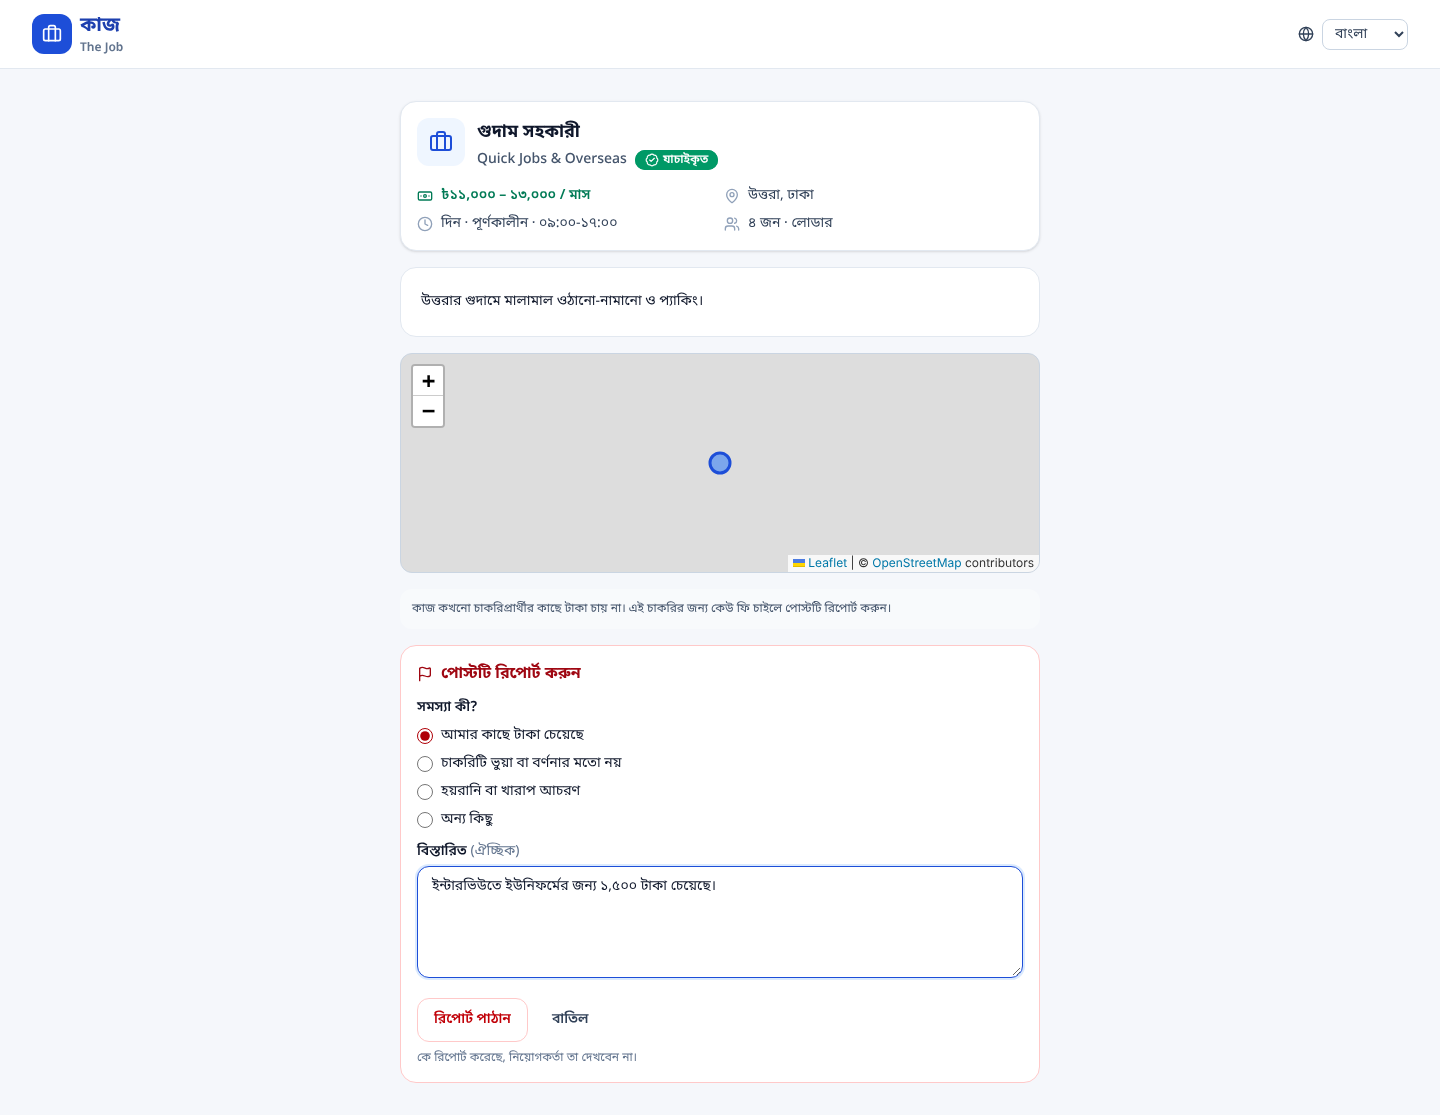 কাজ
The Job
বাংলা
গুদাম সহকারী
Quick Jobs & Overseas যাচাইকৃত
৳১১,০০০ – ১৩,০০০ / মাস
উত্তরা, ঢাকা
দিন · পূর্ণকালীন · ০৯:০০-১৭:০০
৪ জন · লোডার
উত্তরার গুদামে মালামাল ওঠানো-নামানো ও প্যাকিং।
+
−
Leaflet | © OpenStreetMap contributors
কাজ কখনো চাকরিপ্রার্থীর কাছে টাকা চায় না। এই চাকরির জন্য কেউ ফি চাইলে পোস্টটি রিপোর্ট করুন।
পোস্টটি রিপোর্ট করুন
সমস্যা কী?
আমার কাছে টাকা চেয়েছে
চাকরিটি ভুয়া বা বর্ণনার মতো নয়
হয়রানি বা খারাপ আচরণ
অন্য কিছু
বিস্তারিত (ঐচ্ছিক)
ইন্টারভিউতে ইউনিফর্মের জন্য ১,৫০০ টাকা চেয়েছে।
রিপোর্ট পাঠান
বাতিল
কে রিপোর্ট করেছে, নিয়োগকর্তা তা দেখবেন না।